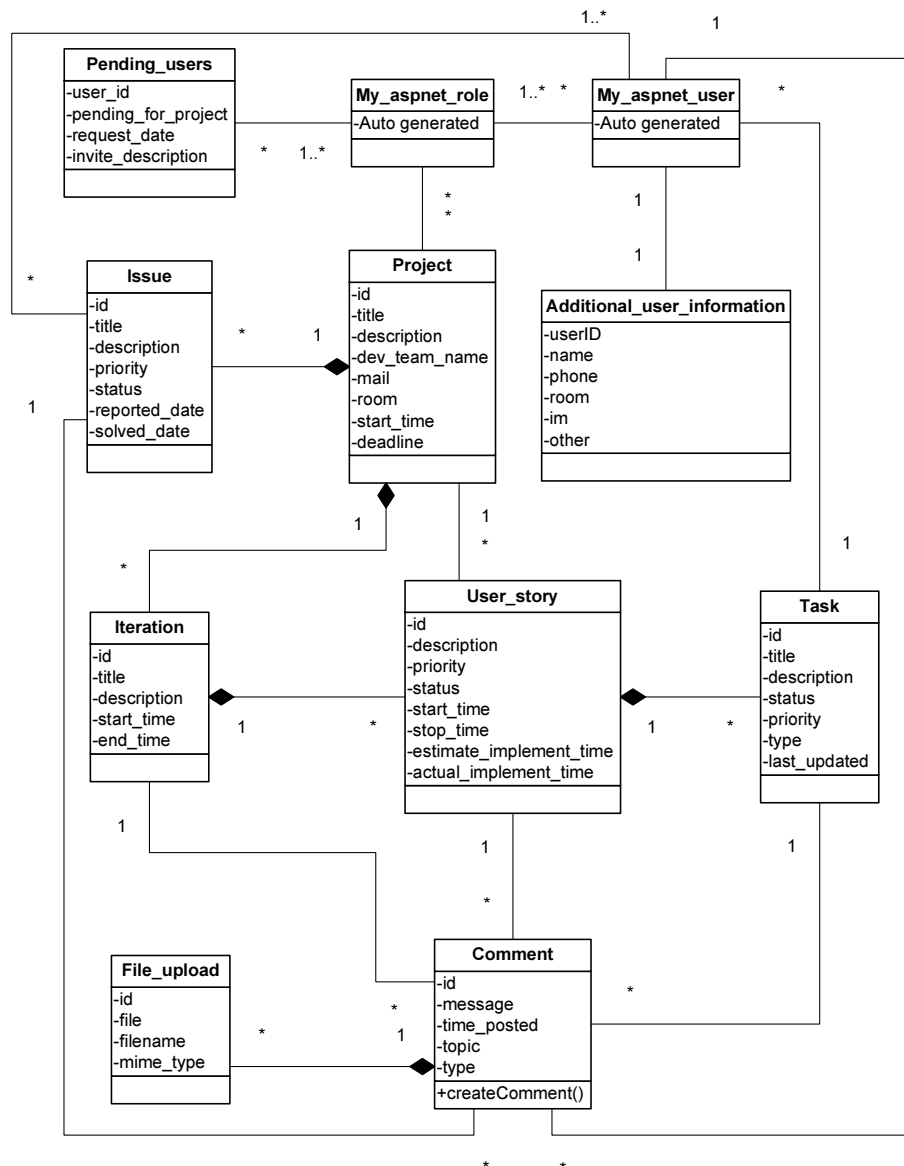 1..*
1
Pending_users
-user_id
-pending_for_project
-request_date
-invite_description
My_aspnet_role
-Auto generated
1..*
*
My_aspnet_user
-Auto generated
*
*
1..*
*
*
1
1
Issue
-id
-title
-description
-priority
-status
-reported_date
-solved_date
*
*
1
Project
-id
-title
-description
-dev_team_name
-mail
-room
-start_time
-deadline
Additional_user_information
-userID
-name
-phone
-room
-im
-other
1
1
*
1
*
1
Iteration
-id
-title
-description
-start_time
-end_time
1
*
User_story
-id
-description
-priority
-status
-start_time
-stop_time
-estimate_implement_time
-actual_implement_time
1
*
Task
-id
-title
-description
-status
-priority
-type
-last_updated
1
1
*
1
File_upload
-id
-file
-filename
-mime_type
*
*
1
Comment
-id
-message
-time_posted
-topic
-type
+createComment()
*
*
*